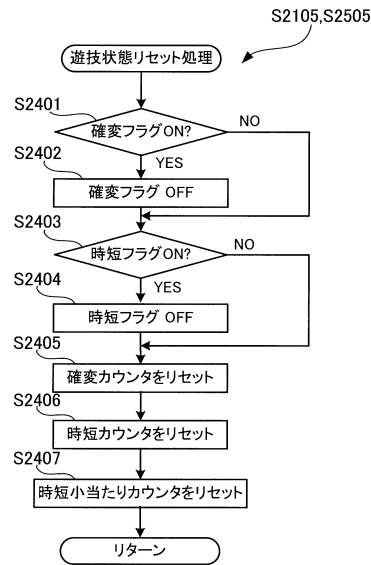 S2105,S2505
遊技状態リセット処理
S2401
確変フラグON?
NO
YES
S2402
確変フラグ OFF
S2403
時短フラグON?
NO
YES
S2404
時短フラグ OFF
S2405
確変カウンタをリセット
S2406
時短カウンタをリセット
S2407
時短小当たりカウンタをリセット
リターン